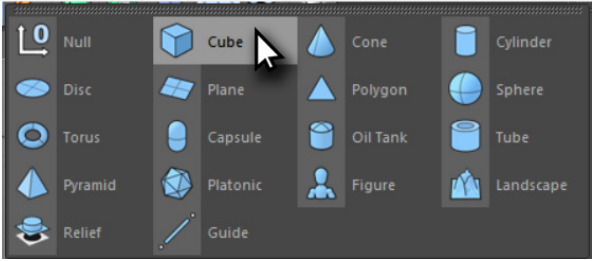 0 Null Cube Cone Cylinder
Disc Plane Polygon Sphere
Torus Capsule Oil Tank Tube
Pyramid Platonic Figure Landscape
Relief Guide